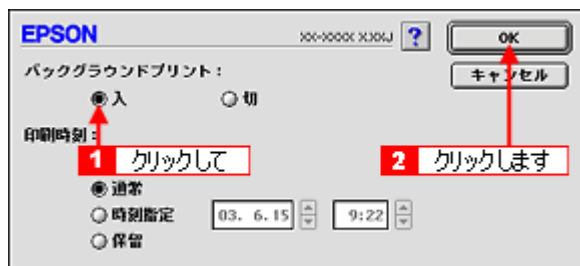 EPSON
XX-XXXX X.XXJ ?
OK
バックグラウンドプリント：
キャンセル
入 切
印刷時刻：
1 クリックして
2 クリックします
通常
時刻指定 03. 6.15 9:22
保留